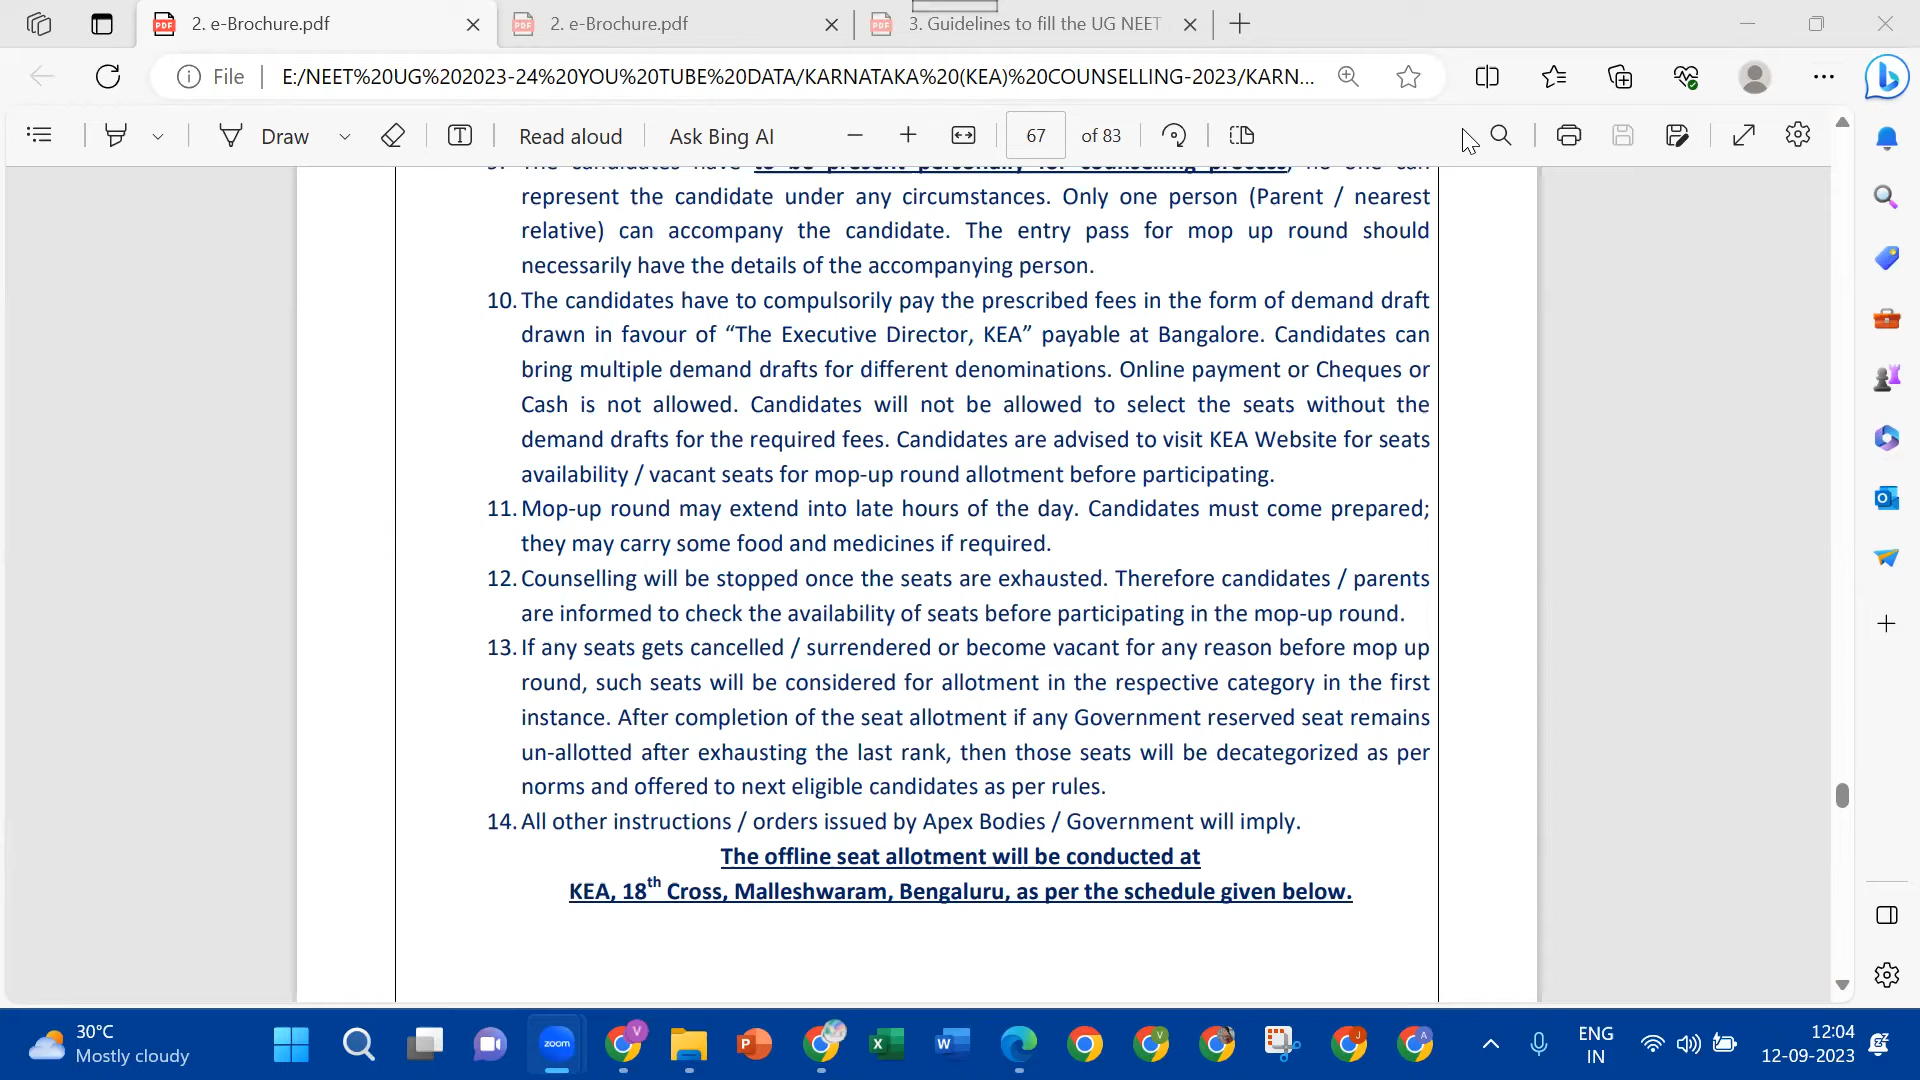 2. e-Brochure.pdf
2. e-Brochure.pdf
3. Guidelines to fill the UG NEET
File
E:/NEET%20UG%202023-24%20YOU%20TUBE%20DATA/KARNATAKA%20(KEA)%20COUNSELLING-2023/KARN...
Draw
Read aloud
Ask Bing AI
67 of 83
9. The candidates have to be present personally for counselling process, no one can
represent the candidate under any circumstances. Only one person (Parent / nearest
relative) can accompany the candidate. The entry pass for mop up round should
necessarily have the details of the accompanying person.
10. The candidates have to compulsorily pay the prescribed fees in the form of demand draft
drawn in favour of “The Executive Director, KEA” payable at Bangalore. Candidates can
bring multiple demand drafts for different denominations. Online payment or Cheques or
Cash is not allowed. Candidates will not be allowed to select the seats without the
demand drafts for the required fees. Candidates are advised to visit KEA Website for seats
availability / vacant seats for mop-up round allotment before participating.
11. Mop-up round may extend into late hours of the day. Candidates must come prepared;
they may carry some food and medicines if required.
12. Counselling will be stopped once the seats are exhausted. Therefore candidates / parents
are informed to check the availability of seats before participating in the mop-up round.
13. If any seats gets cancelled / surrendered or become vacant for any reason before mop up
round, such seats will be considered for allotment in the respective category in the first
instance. After completion of the seat allotment if any Government reserved seat remains
un-allotted after exhausting the last rank, then those seats will be decategorized as per
norms and offered to next eligible candidates as per rules.
14. All other instructions / orders issued by Apex Bodies / Government will imply.
The offline seat allotment will be conducted at
KEA, 18th Cross, Malleshwaram, Bengaluru, as per the schedule given below.
30°C
Mostly cloudy
zoom
ENG
IN
12:04
12-09-2023